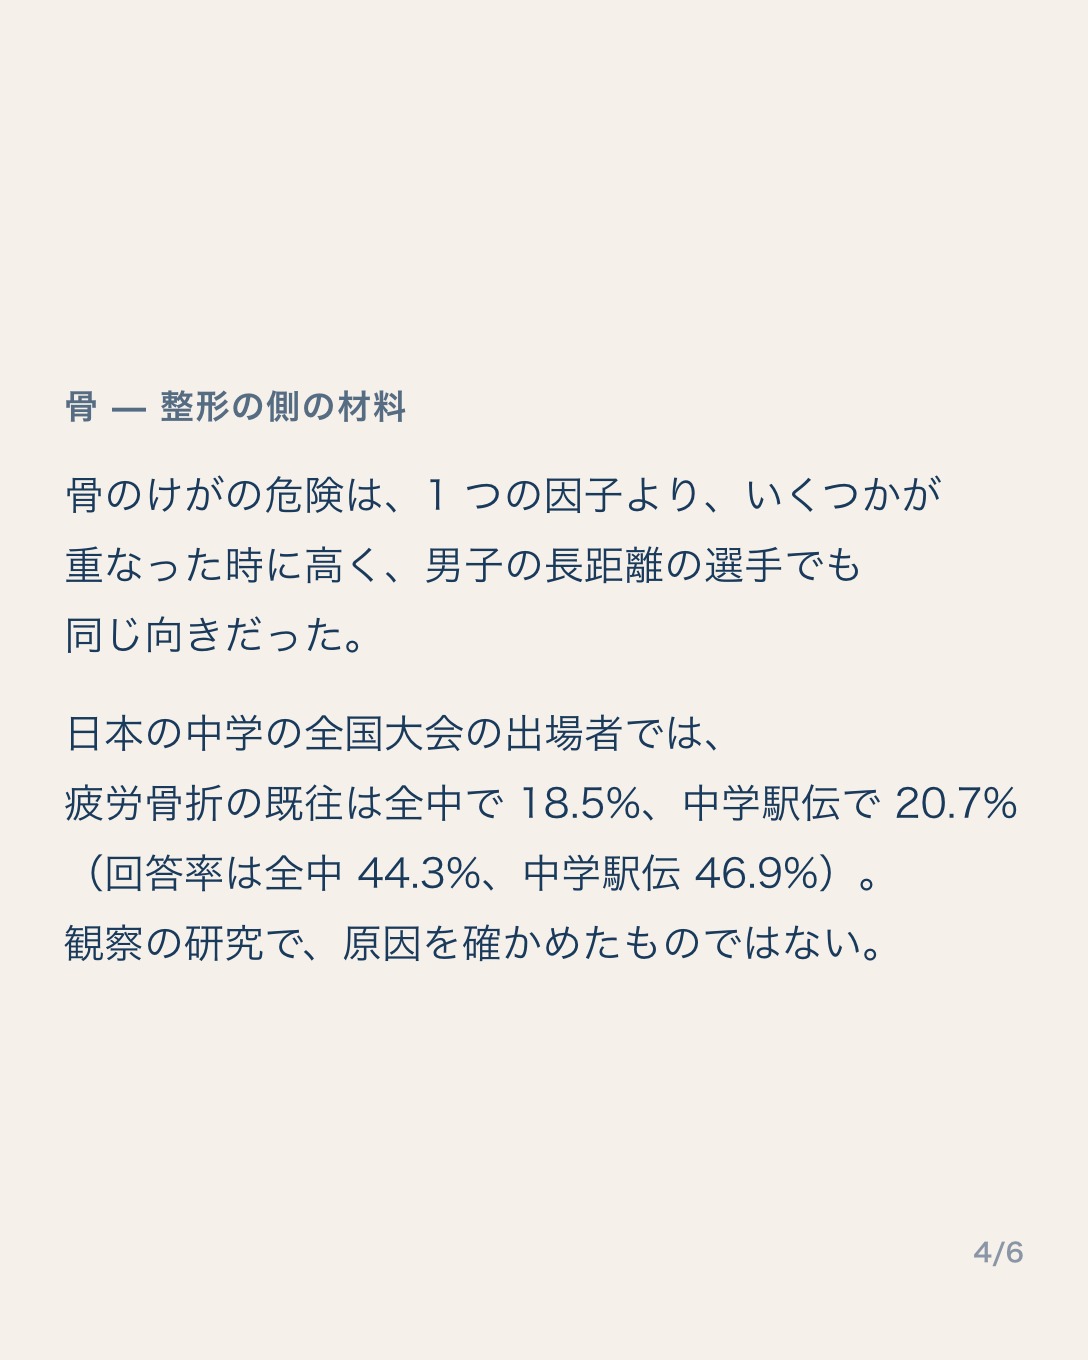 骨 — 整形の側の材料
骨のけがの危険は、1 つの因子より、いくつかが
重なった時に高く、男子の長距離の選手でも
同じ向きだった。
日本の中学の全国大会の出場者では、
疲労骨折の既往は全中で 18.5%、中学駅伝で 20.7%
（回答率は全中 44.3%、中学駅伝 46.9%）。
観察の研究で、原因を確かめたものではない。
4/6